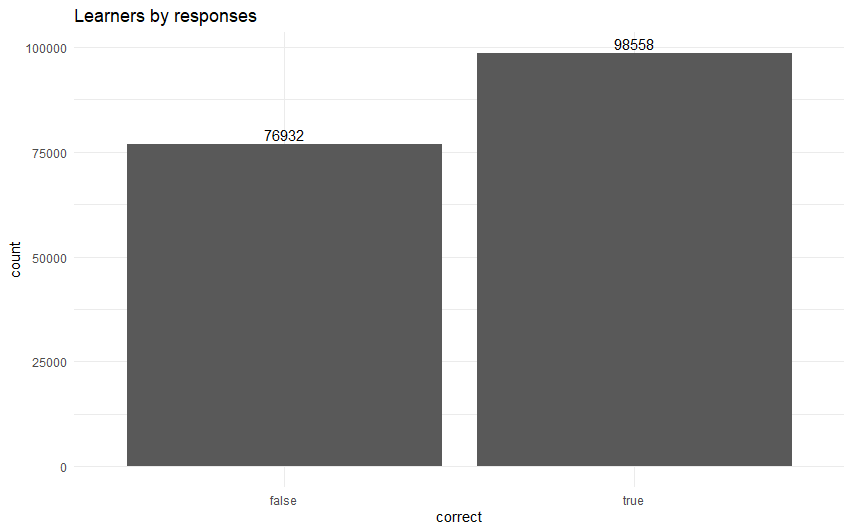 Learners by responses
100000
98558
76932
75000
50000
25000
0
count
false
true
correct